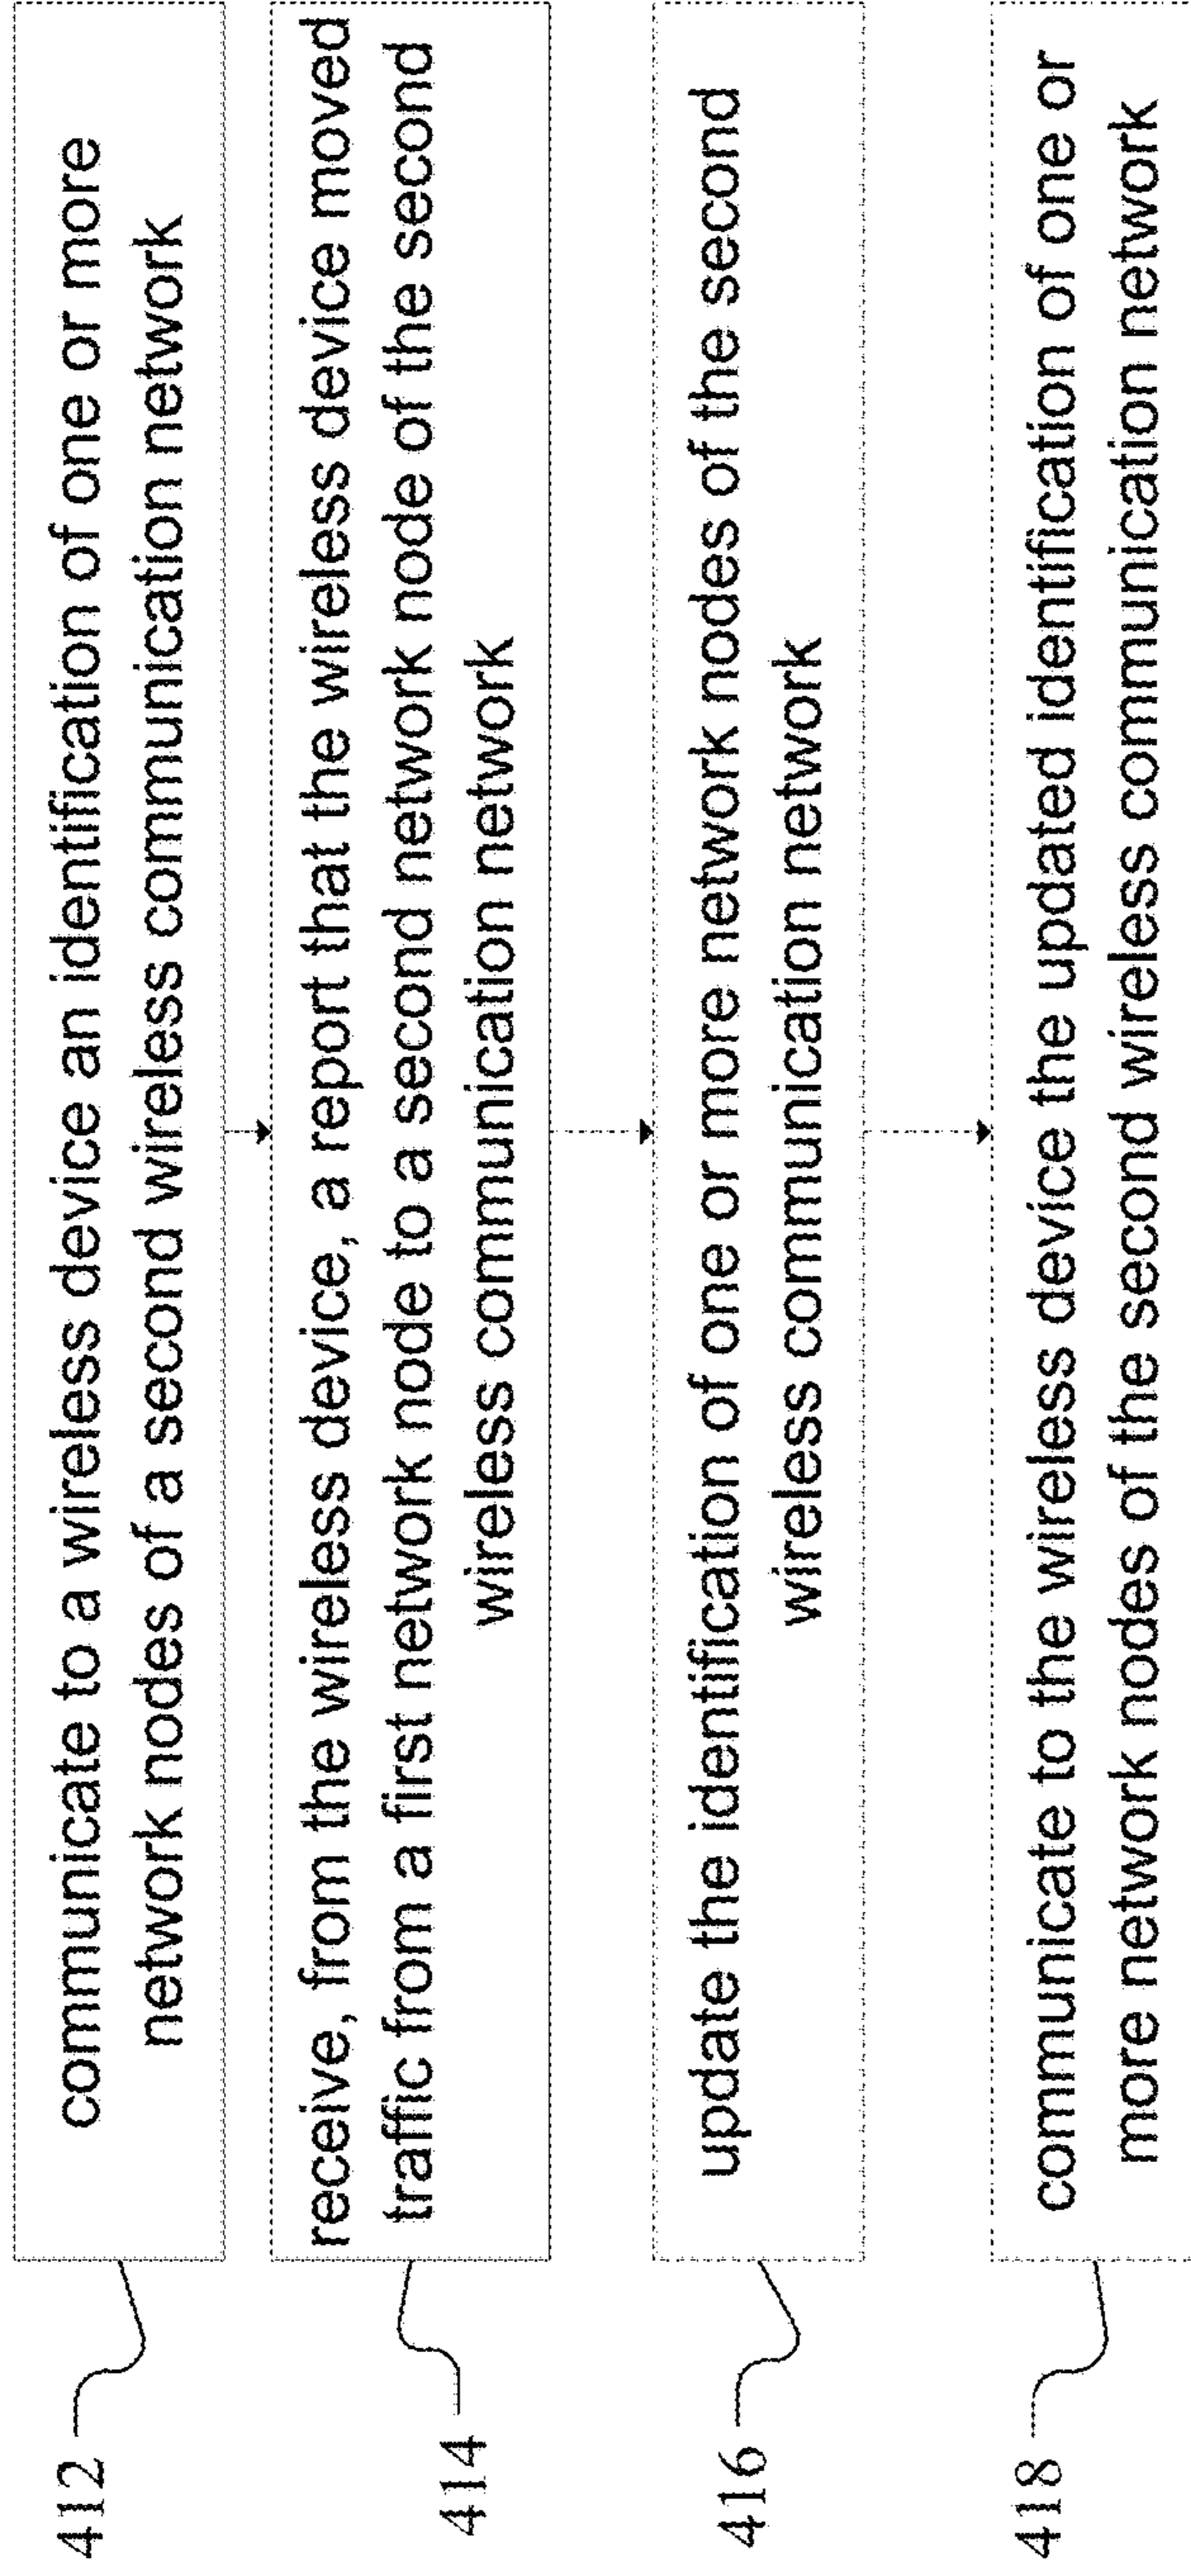 412
communicate to a wireless device an identification of one or more
network nodes of a second wireless communication network
414
receive, from the wireless device, a report that the wireless device moved
traffic from a first network node to a second network node of the second
wireless communication network
416
update the identification of one or more network nodes of the second
wireless communication network
418
communicate to the wireless device the updated identification of one or
more network nodes of the second wireless communication network